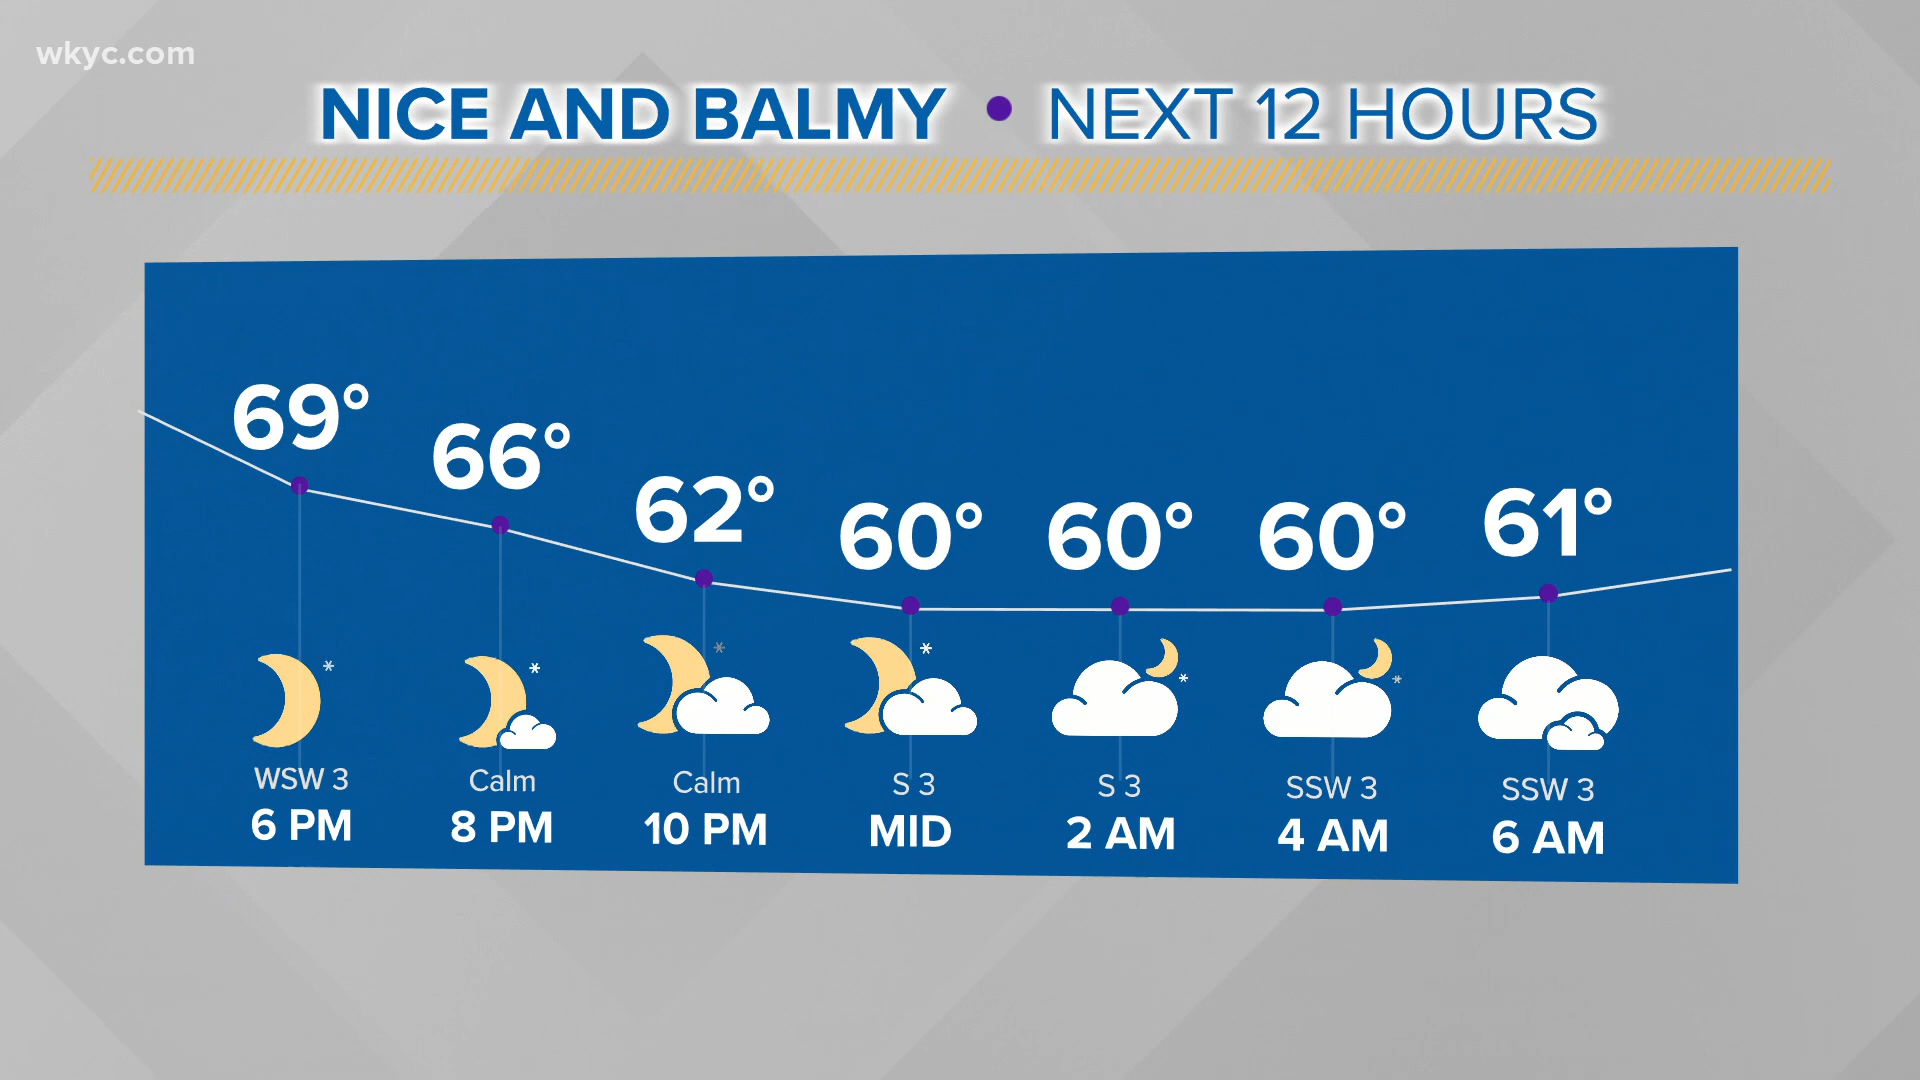 wkyc.com
NICE AND BALMY • NEXT 12 HOURS
69° 66° 62° 60° 60° 60° 61°
WSW 3 Calm Calm S 3 S 3 SSW 3 SSW 3
6 PM 8 PM 10 PM MID 2 AM 4 AM 6 AM